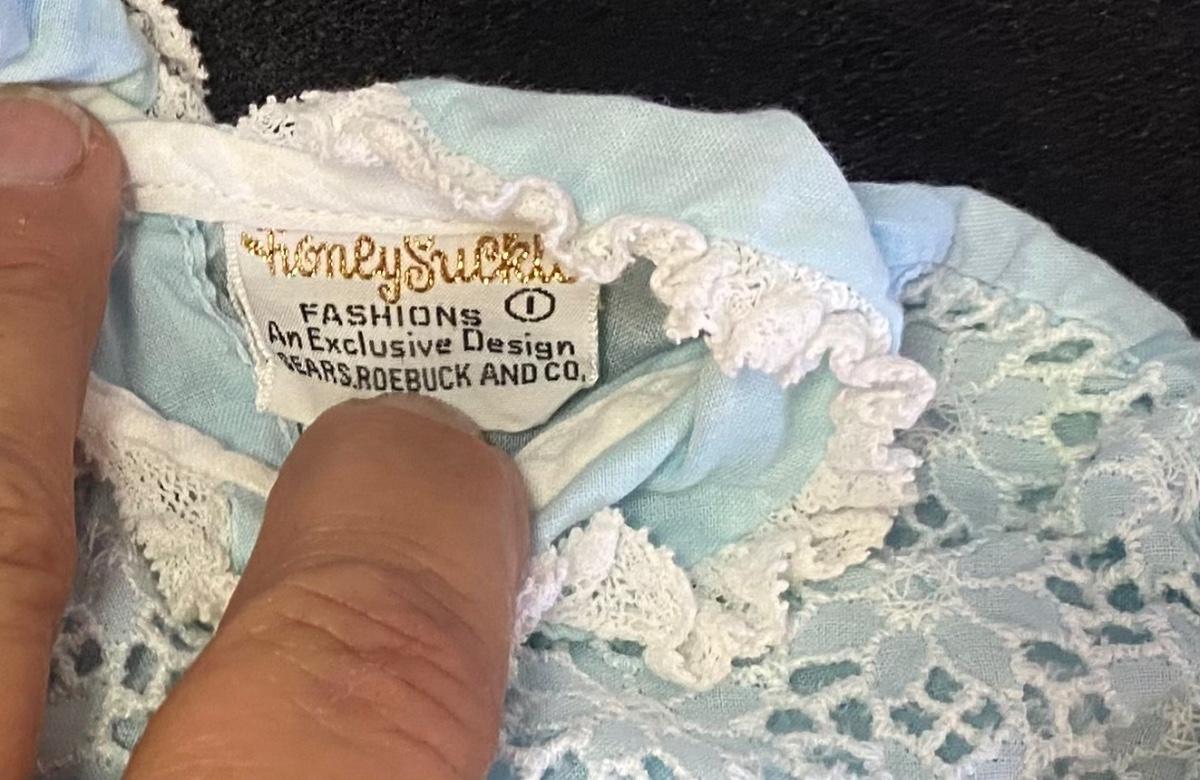 honeysuckle
FASHIONS ①
An Exclusive Design
SEARS,ROEBUCK AND CO.